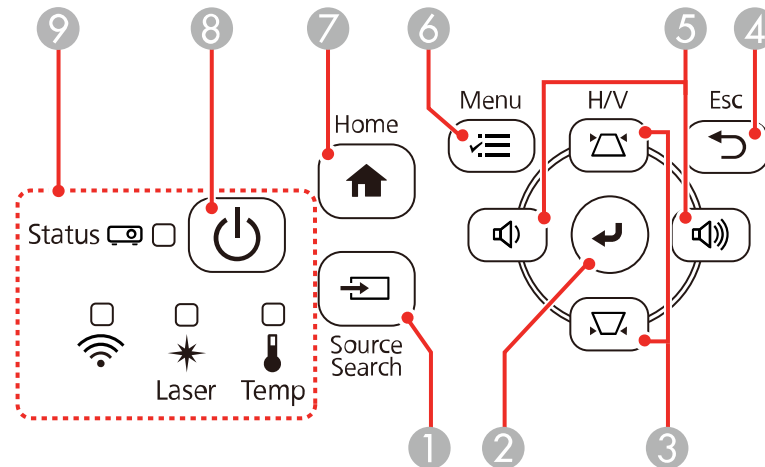 9 8 7 6 5 4
Menu H/V Esc
Home
Status
Source
Search
Laser Temp
1 2 3